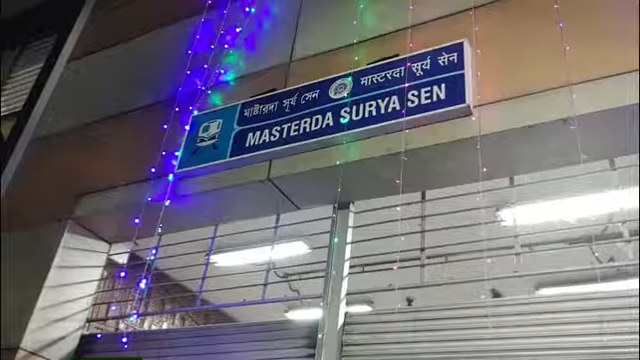 মাষ্টারদা সূর্য সেন मास्टरदा सूर्य सेन
MASTERDA SURYA SEN